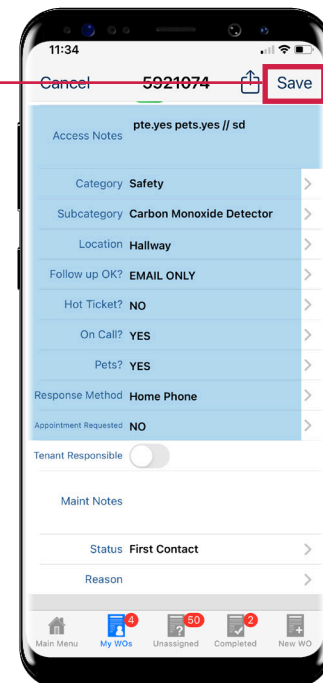 11:34
Cancel 5921074 Save
Access Notes pte.yes pets.yes // sd
Category Safety
Subcategory Carbon Monoxide Detector
Location Hallway
Follow up OK? EMAIL ONLY
Hot Ticket? NO
On Call? YES
Pets? YES
Response Method Home Phone
Appointment Requested NO
Tenant Responsible
Maint Notes
Status First Contact
Reason
4 50 2
Main Menu My WOs Unassigned Completed New WO